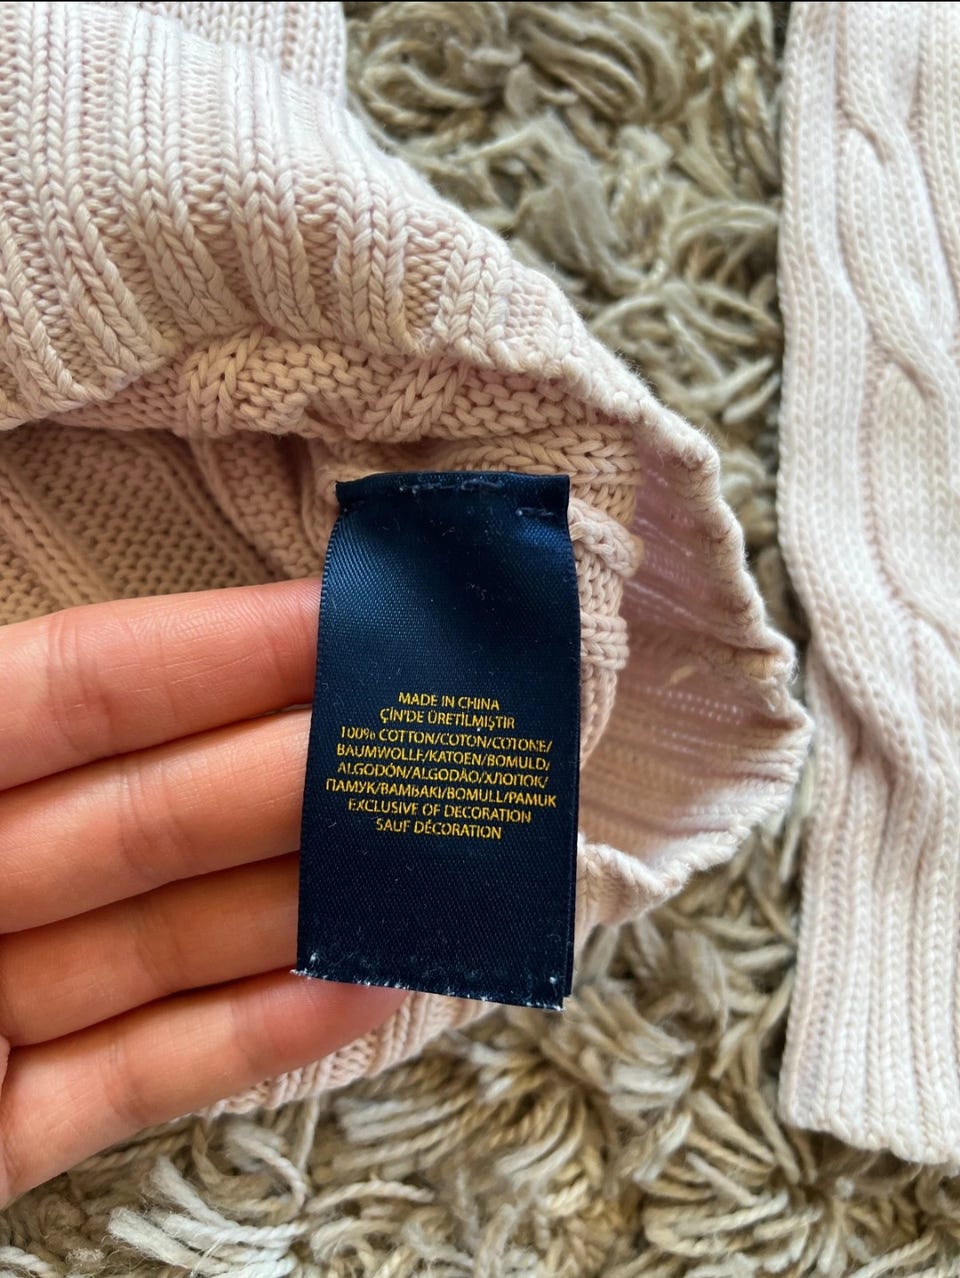 MADE IN CHINA
ÇİN'DE ÜRETİLMİŞTİR
100% COTTON/COTON/COTONE/
BAUMWOLLE/KATOEN/BOMULD/
ALGODÓN/ALGODÃO/ХЛОПОК/
ПАМУК/BAMBAKI/BOMULL/PAMUK
EXCLUSIVE OF DECORATION
SAUF DÉCORATION